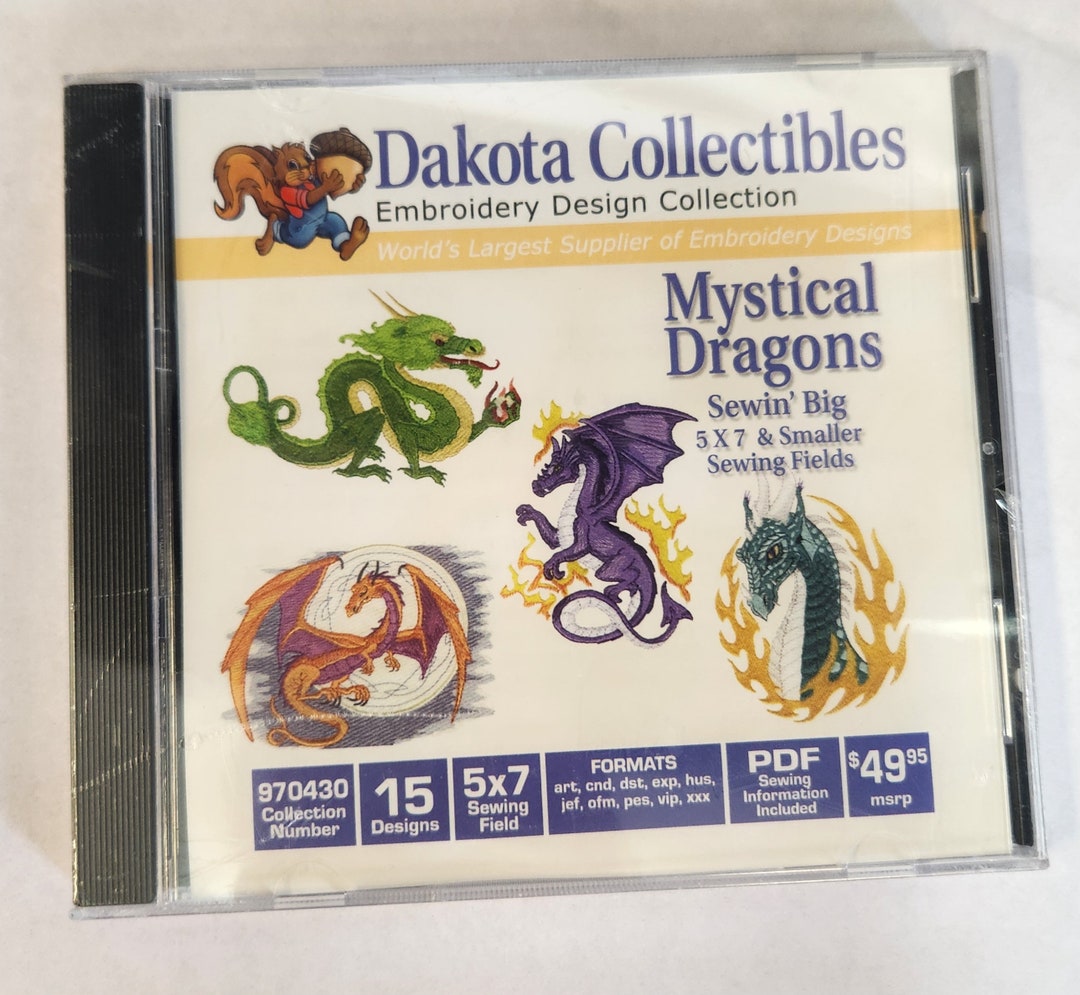 Dakota Collectibles
Embroidery Design Collection
World's Largest Supplier of Embroidery Designs
Mystical
Dragons
Sewin' Big
5 X 7 & Smaller
Sewing Fields
970430
Collection
Number
15
Designs
5x7
Sewing
Field
FORMATS
art, cnd, dst, exp, hus,
jef, ofm, pes, vip, xxx
PDF
Sewing
Information
Included
$49.95
msrp